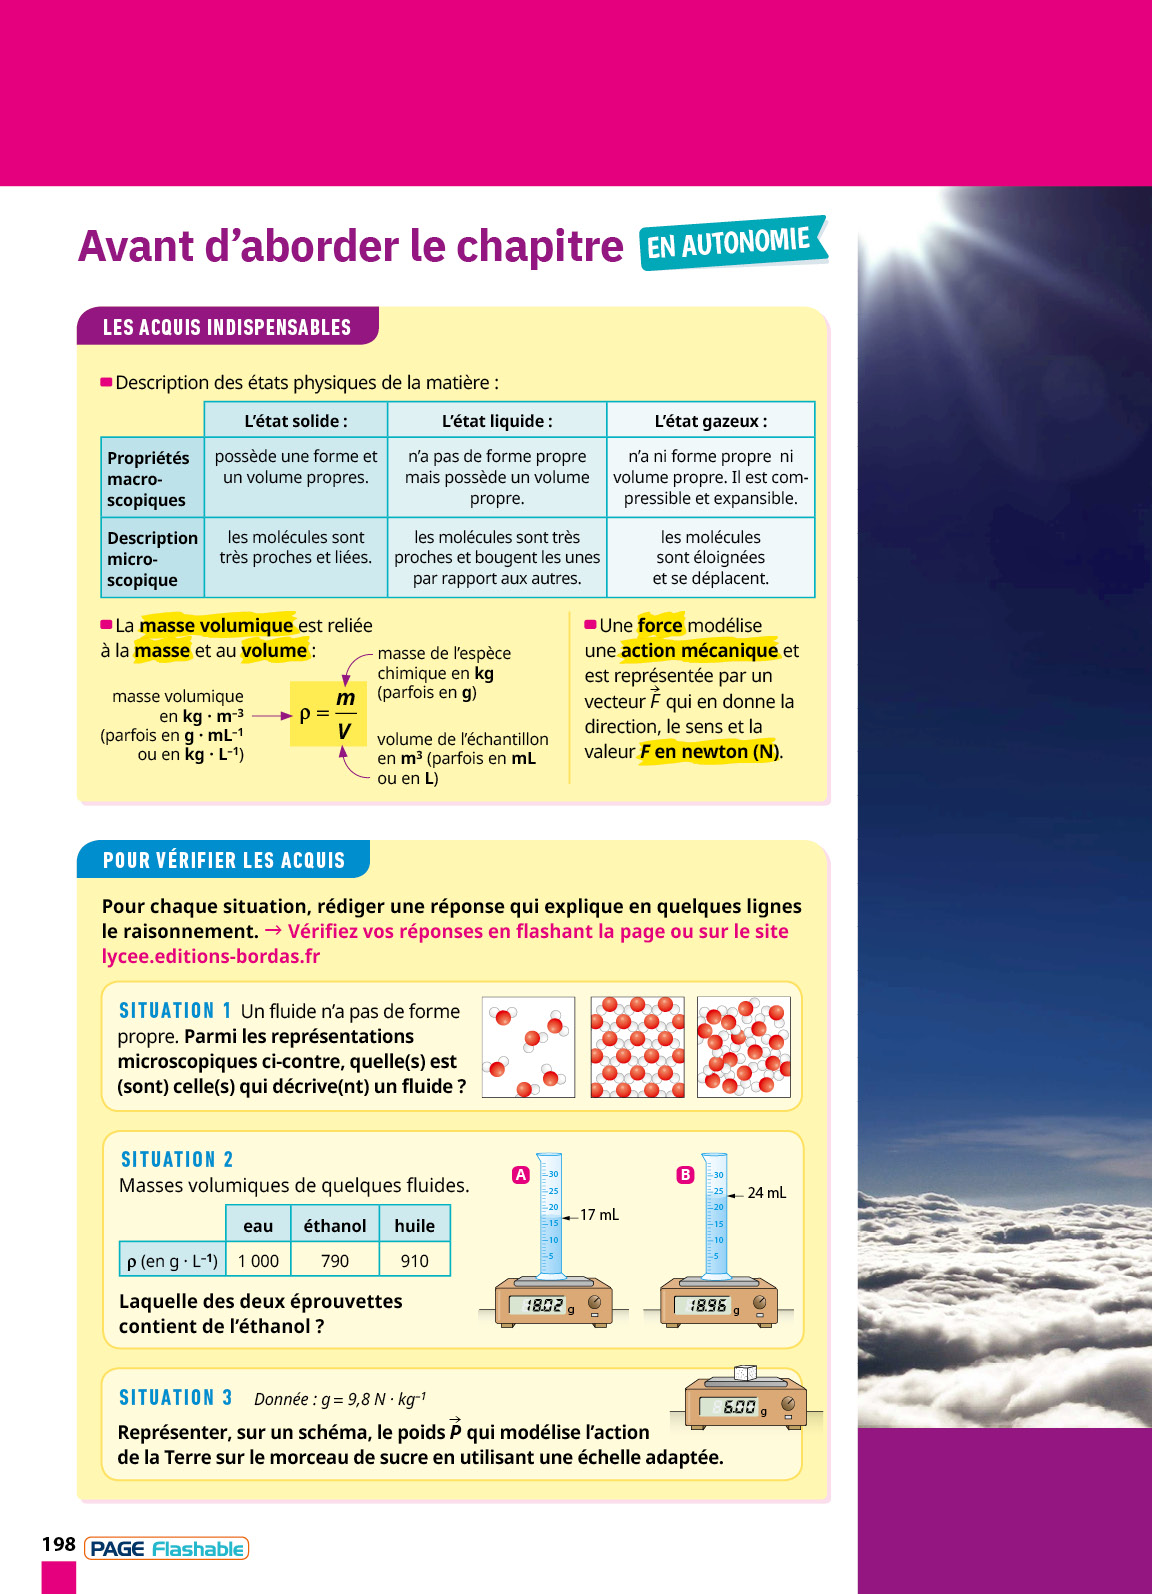 Avant d’aborder le chapitre
EN AUTONOMIE
LES ACQUIS INDISPENSABLES
Description des états physiques de la matière :
L’état solide :
L’état liquide :
L’état gazeux :
Propriétés
macro-
scopiques
possède une forme et
un volume propres.
n’a pas de forme propre
mais possède un volume
propre.
n’a ni forme propre ni
volume propre. Il est com-
pressible et expansible.
Description
micro-
scopique
les molécules sont
très proches et liées.
les molécules sont très
proches et bougent les unes
par rapport aux autres.
les molécules
sont éloignées
et se déplacent.
La masse volumique est reliée
à la masse et au volume :
masse volumique
en kg · m⁻³
(parfois en g · mL⁻¹
ou en kg · L⁻¹)
ρ = m/V
masse de l’espèce
chimique en kg
(parfois en g)
volume de l’échantillon
en m³ (parfois en mL
ou en L)
Une force modélise
une action mécanique et
est représentée par un
vecteur F⃗ qui en donne la
direction, le sens et la
valeur F en newton (N).
POUR VÉRIFIER LES ACQUIS
Pour chaque situation, rédiger une réponse qui explique en quelques lignes
le raisonnement. → Vérifiez vos réponses en flashant la page ou sur le site
lycee.editions-bordas.fr
SITUATION 1 Un fluide n’a pas de forme
propre. Parmi les représentations
microscopiques ci-contre, quelle(s) est
(sont) celle(s) qui décrive(nt) un fluide ?
SITUATION 2
Masses volumiques de quelques fluides.
eau
éthanol
huile
ρ (en g · L⁻¹)
1 000
790
910
Laquelle des deux éprouvettes
contient de l’éthanol ?
A
30
25
20
15
10
5
17 mL
18.02 g
B
30
25
20
15
10
5
24 mL
18.96 g
SITUATION 3 Donnée : g = 9,8 N · kg⁻¹
Représenter, sur un schéma, le poids P⃗ qui modélise l’action
de la Terre sur le morceau de sucre en utilisant une échelle adaptée.
6.00 g
198
PAGE Flashable